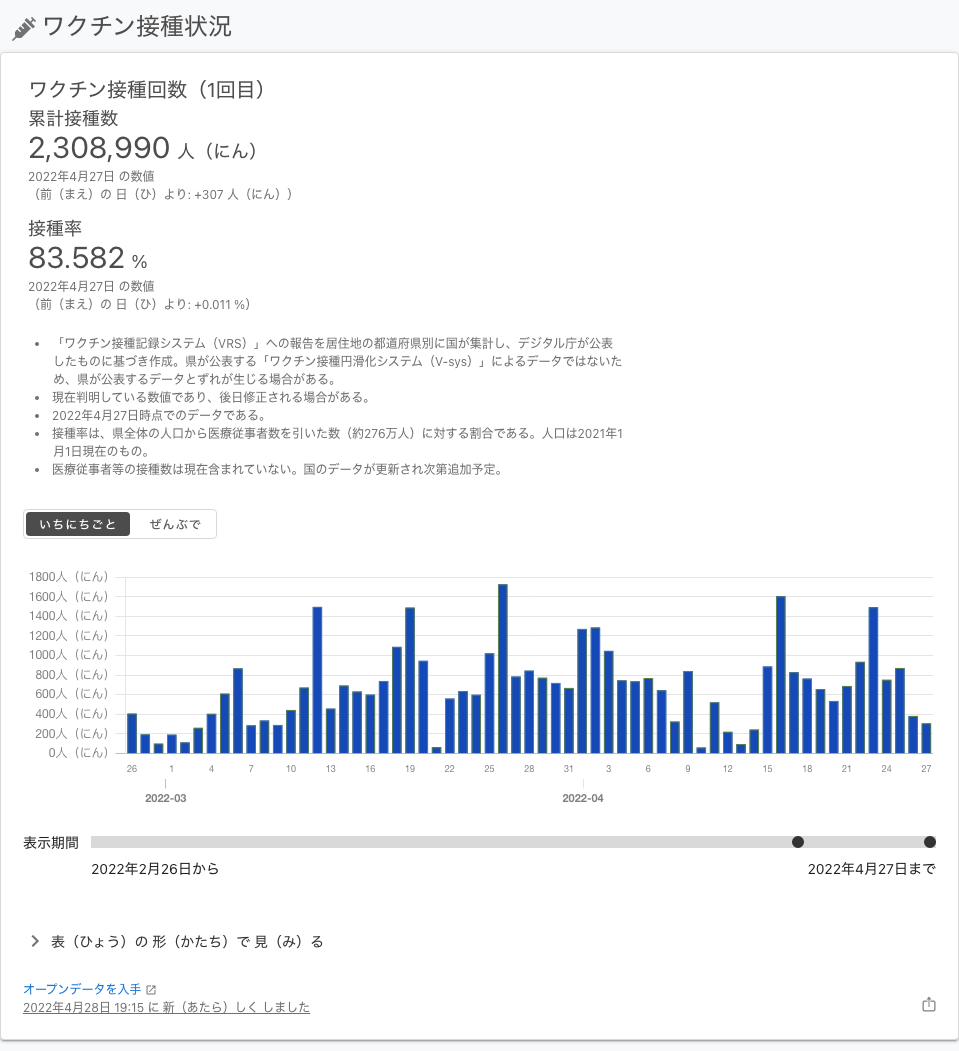 ワクチン接種状況
ワクチン接種回数（1回目）
累計接種数
2,308,990 人（にん）
2022年4月27日 の数値
（前（まえ）の 日（ひ）より: +307 人（にん））
接種率
83.582 %
2022年4月27日 の数値
（前（まえ）の 日（ひ）より: +0.011 %）
• 「ワクチン接種記録システム（VRS）」への報告を居住地の都道府県別に国が集計し、デジタル庁が公表
したものに基づき作成。県が公表する「ワクチン接種円滑化システム（V-sys）」によるデータではないた
め、県が公表するデータとずれが生じる場合がある。
• 現在判明している数値であり、後日修正される場合がある。
• 2022年4月27日時点でのデータである。
• 接種率は、県全体の人口から医療従事者数を引いた数（約276万人）に対する割合である。人口は2021年1
月1日現在のもの。
• 医療従事者等の接種数は現在含まれていない。国のデータが更新され次第追加予定。
いちにちごと ぜんぶで
1800人（にん）
1600人（にん）
1400人（にん）
1200人（にん）
1000人（にん）
800人（にん）
600人（にん）
400人（にん）
200人（にん）
0人（にん）
26 1 4 7 10 13 16 19 22 25 28 31 3 6 9 12 15 18 21 24 27
2022-03 2022-04
表示期間
2022年2月26日から 2022年4月27日まで
表（ひょう）の 形（かたち）で 見（み）る
オープンデータを入手
2022年4月28日 19:15 に 新（あたら）しく しました